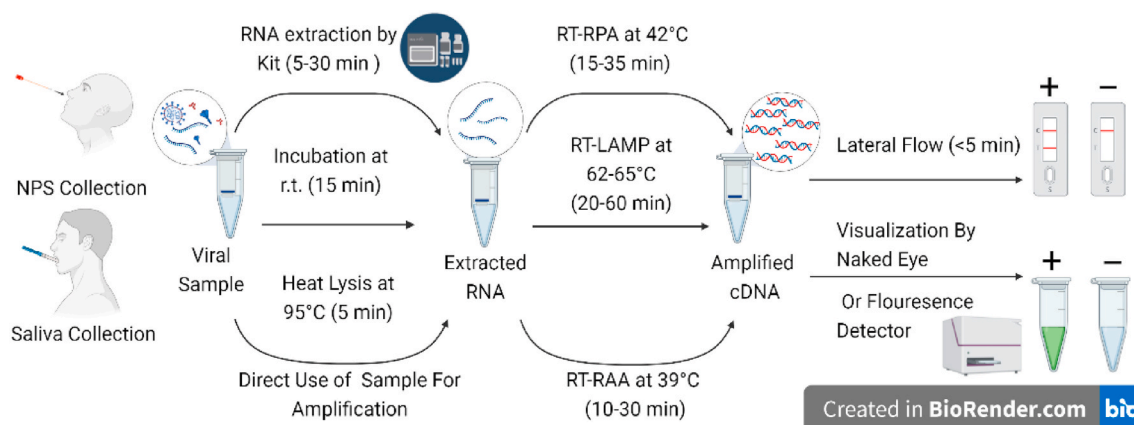 RNA extraction by
Kit (5-30 min )
RT-RPA at 42°C
(15-35 min)
NPS Collection
Saliva Collection
Viral
Sample
Incubation at
r.t. (15 min)
Heat Lysis at
95°C (5 min)
Direct Use of Sample For
Amplification
Extracted
RNA
RT-LAMP at
62-65°C
(20-60 min)
RT-RAA at 39°C
(10-30 min)
Amplified
cDNA
Lateral Flow (<5 min)
+ −
C
T
S
C
T
S
Visualization By
Naked Eye
Or Flouresence
Detector
+ −
Created in BioRender.com bio